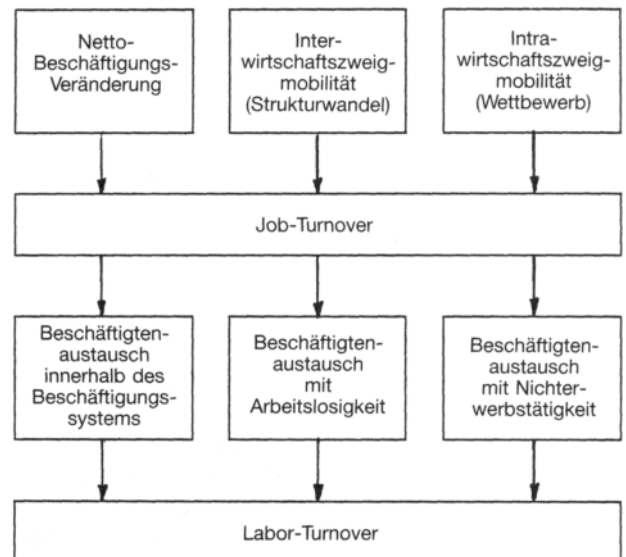 Netto-
Beschäftigungs-
Veränderung
Inter-
wirtschaftszweig-
mobilität
(Strukturwandel)
Intra-
wirtschaftszweig-
mobilität
(Wettbewerb)
Job-Turnover
Beschäftigten-
austausch
innerhalb des
Beschäftigungs-
systems
Beschäftigten-
austausch
mit
Arbeitslosigkeit
Beschäftigten-
austausch
mit Nichter-
werbstätigkeit
Labor-Turnover